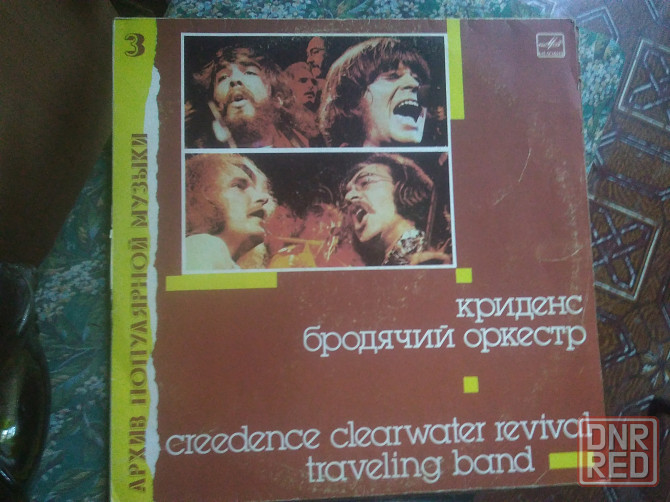 3
АРХИВ ПОПУЛЯРНОЙ МУЗЫКИ
криденс
бродячий оркестр
creedence clearwater revival
traveling band
DNR
RED